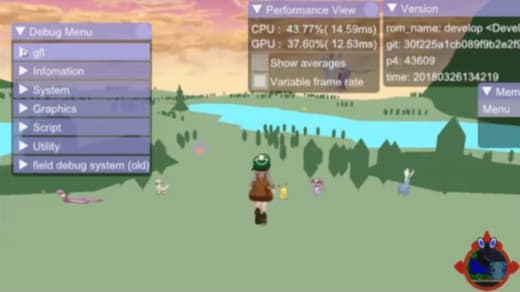 Debug Menu
gfl
Infomation
System
Graphics
Script
Utility
field debug system (old)
Performance View
CPU : 43.77% ( 14.59ms)
GPU : 37.60% ( 12.53ms)
Show averages
Variable frame rate
Version
rom_name: develop <Devel
git: 30f225a1cb089f9b2e2f9
p4: 43609
time: 20180326134219
Mem
Menu